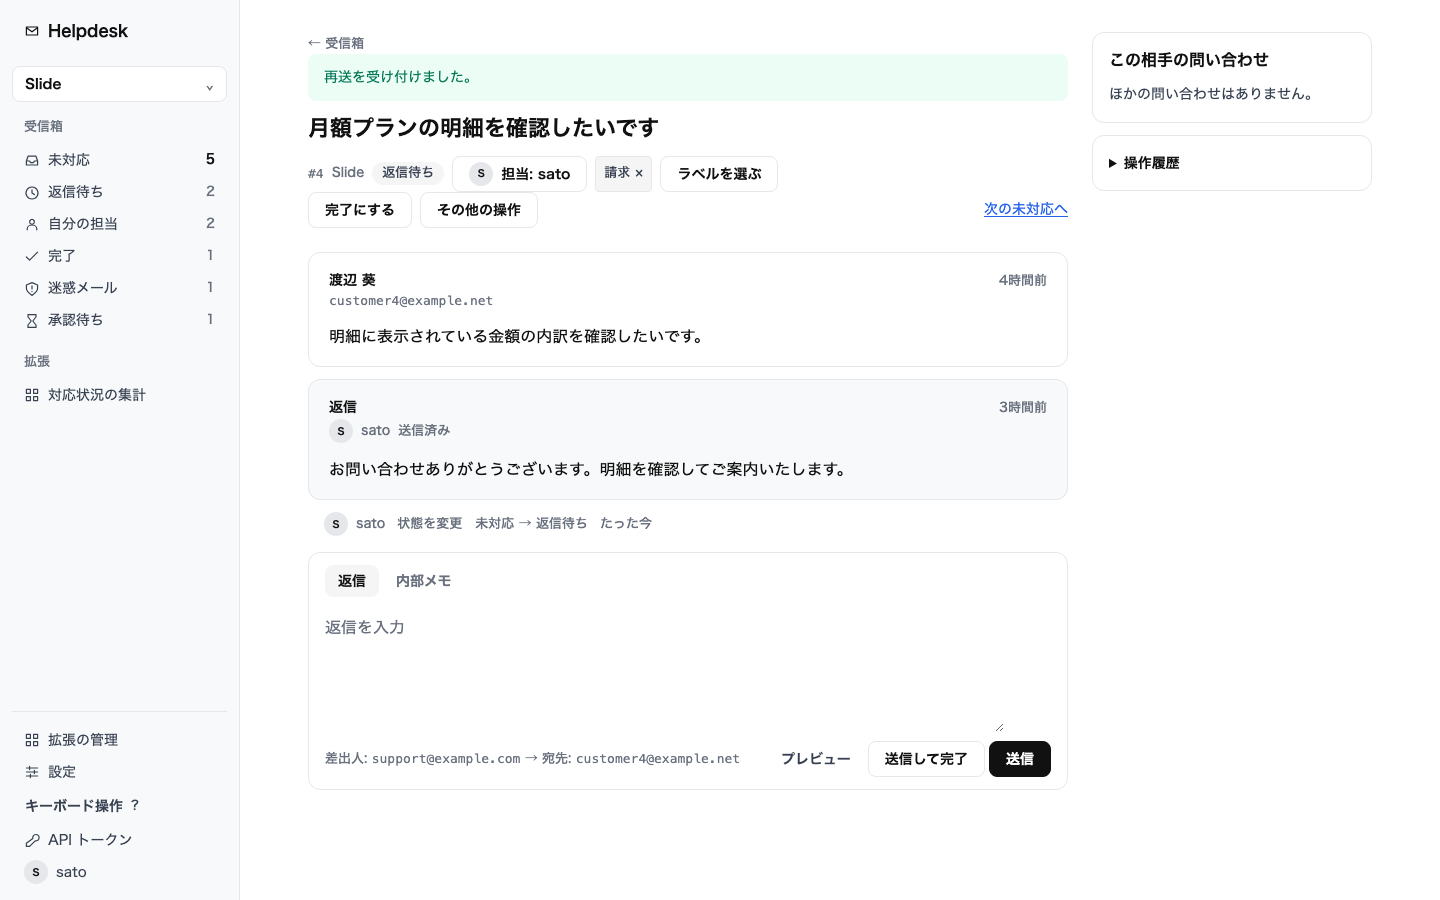 Helpdesk
Slide
受信箱
未対応 5
返信待ち 2
自分の担当 2
完了 1
迷惑メール 1
承認待ち 1
拡張
対応状況の集計
拡張の管理
設定
キーボード操作 ?
API トークン
S sato
← 受信箱
再送を受け付けました。
月額プランの明細を確認したいです
#4 Slide 返信待ち S 担当: sato 請求 × ラベルを選ぶ
完了にする その他の操作 次の未対応へ
渡辺 葵 4時間前
customer4@example.net
明細に表示されている金額の内訳を確認したいです。
返信 3時間前
S sato 送信済み
お問い合わせありがとうございます。明細を確認してご案内いたします。
S sato 状態を変更 未対応 → 返信待ち たった今
返信 内部メモ
返信を入力
差出人: support@example.com → 宛先: customer4@example.net プレビュー 送信して完了 送信
この相手の問い合わせ
ほかの問い合わせはありません。
▶ 操作履歴